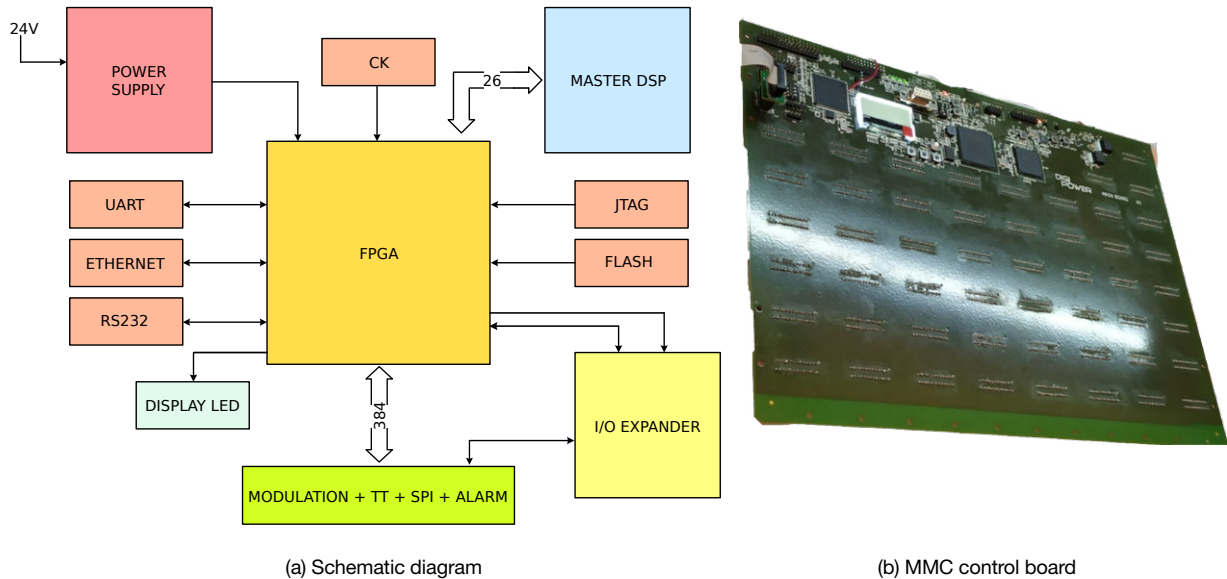 24V
POWER
SUPPLY
CK
26
MASTER DSP
UART
JTAG
FPGA
ETHERNET
FLASH
RS232
DISPLAY LED
384
I/O EXPANDER
MODULATION + TT + SPI + ALARM
DIGI
POWER
(a) Schematic diagram
(b) MMC control board